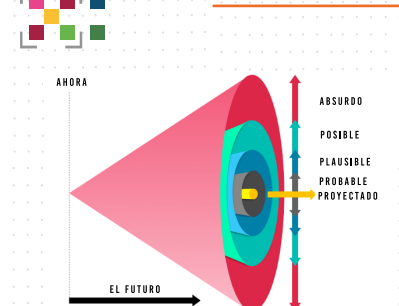 AHORA
ABSURDO
POSIBLE
PLAUSIBLE
PROBABLE
PROYECTADO
EL FUTURO